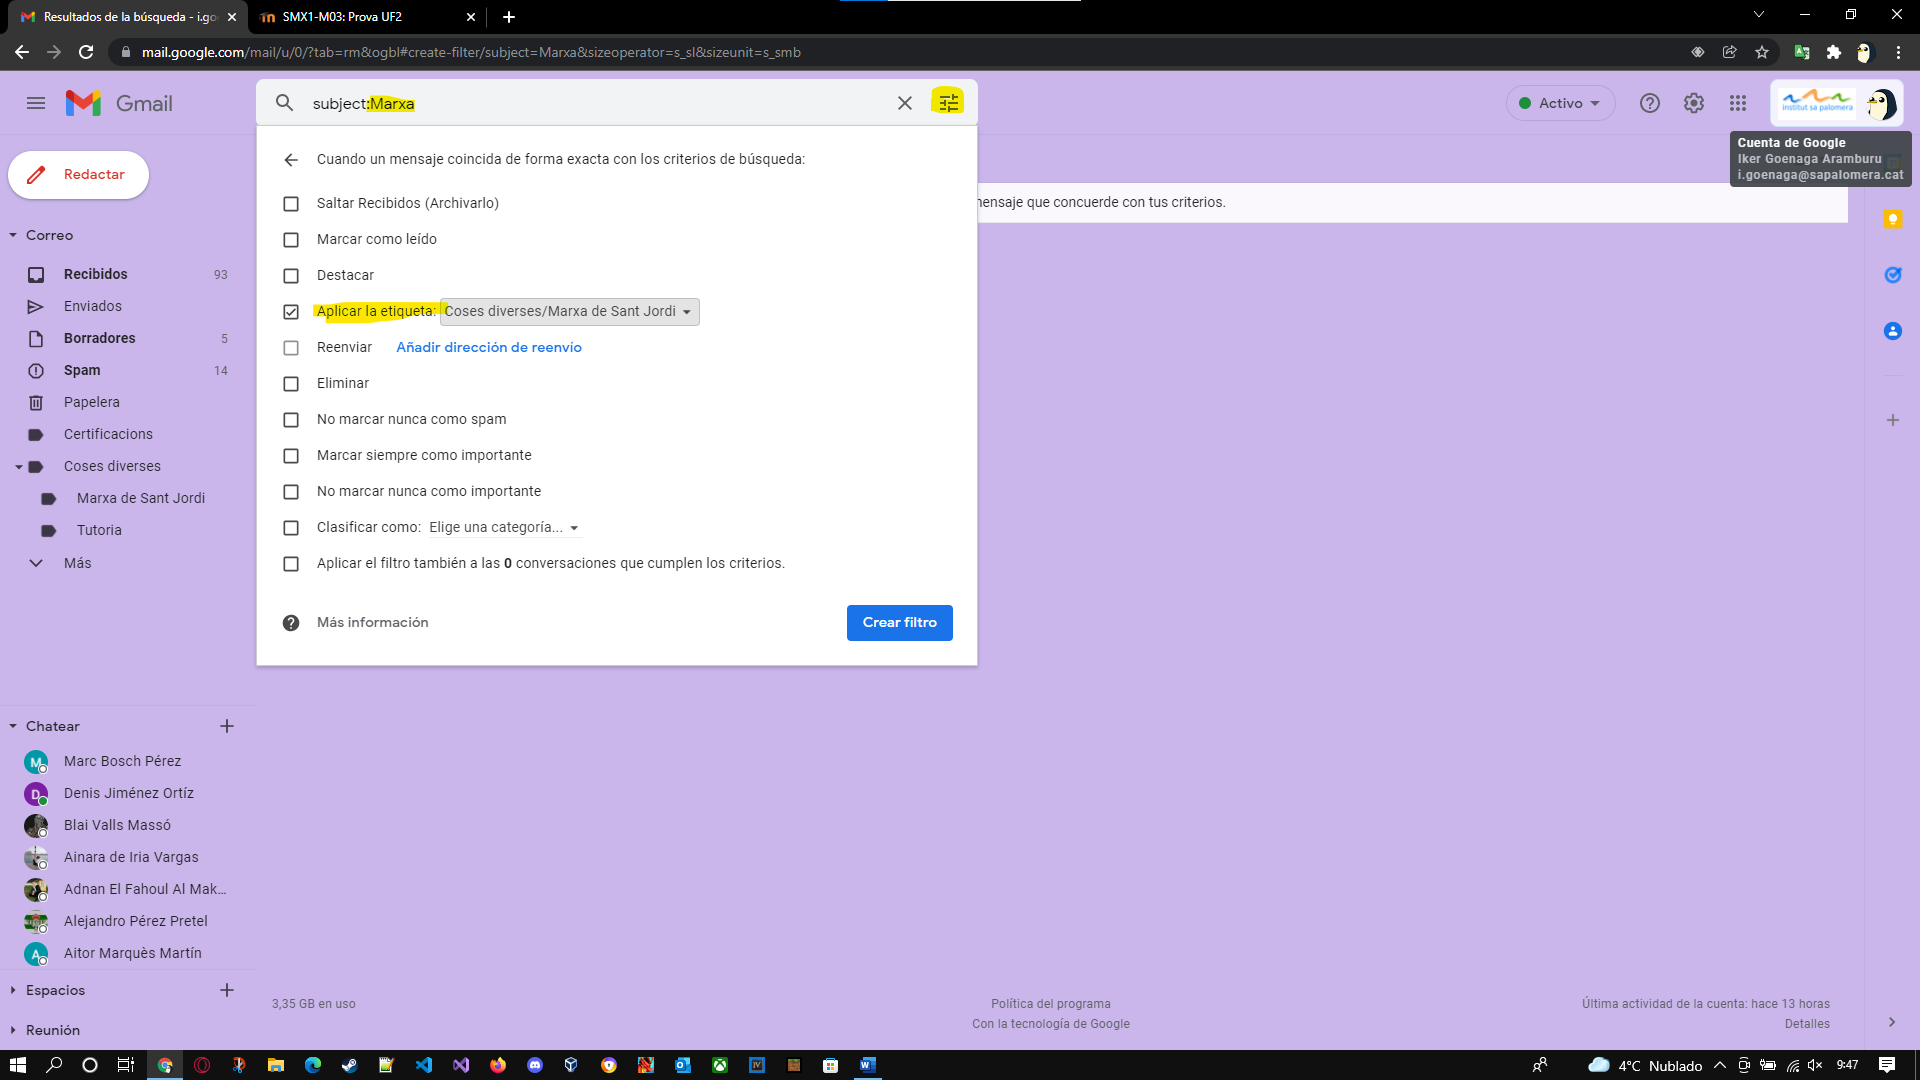 Resultados de la búsqueda - i.go
SMX1-M03: Prova UF2
mail.google.com/mail/u/0/?tab=rm&ogbl#create-filter/subject=Marxa&sizeoperator=s_sl&sizeunit=s_smb
Gmail
subject:Marxa
Activo
institut sa palomera
Cuenta de Google
Iker Goenaga Aramburu
i.goenaga@sapalomera.cat
Redactar
Correo
Recibidos 93
Enviados
Borradores 5
Spam 14
Papelera
Certificacions
Coses diverses
Marxa de Sant Jordi
Tutoria
Más
Cuando un mensaje coincida de forma exacta con los criterios de búsqueda:
Saltar Recibidos (Archivarlo)
Marcar como leído
Destacar
Aplicar la etiqueta: Coses diverses/Marxa de Sant Jordi
Reenviar Añadir dirección de reenvío
Eliminar
No marcar nunca como spam
Marcar siempre como importante
No marcar nunca como importante
Clasificar como: Elige una categoría...
Aplicar el filtro también a las 0 conversaciones que cumplen los criterios.
Más información
Crear filtro
mensaje que concuerde con tus criterios.
Chatear
M Marc Bosch Pérez
D Denis Jiménez Ortíz
Blai Valls Massó
Ainara de Iria Vargas
Adnan El Fahoul Al Mak...
Alejandro Pérez Pretel
A Aitor Marquès Martín
Espacios
Reunión
3,35 GB en uso
Política del programa
Con la tecnología de Google
Última actividad de la cuenta: hace 13 horas
Detalles
4°C Nublado
9:47